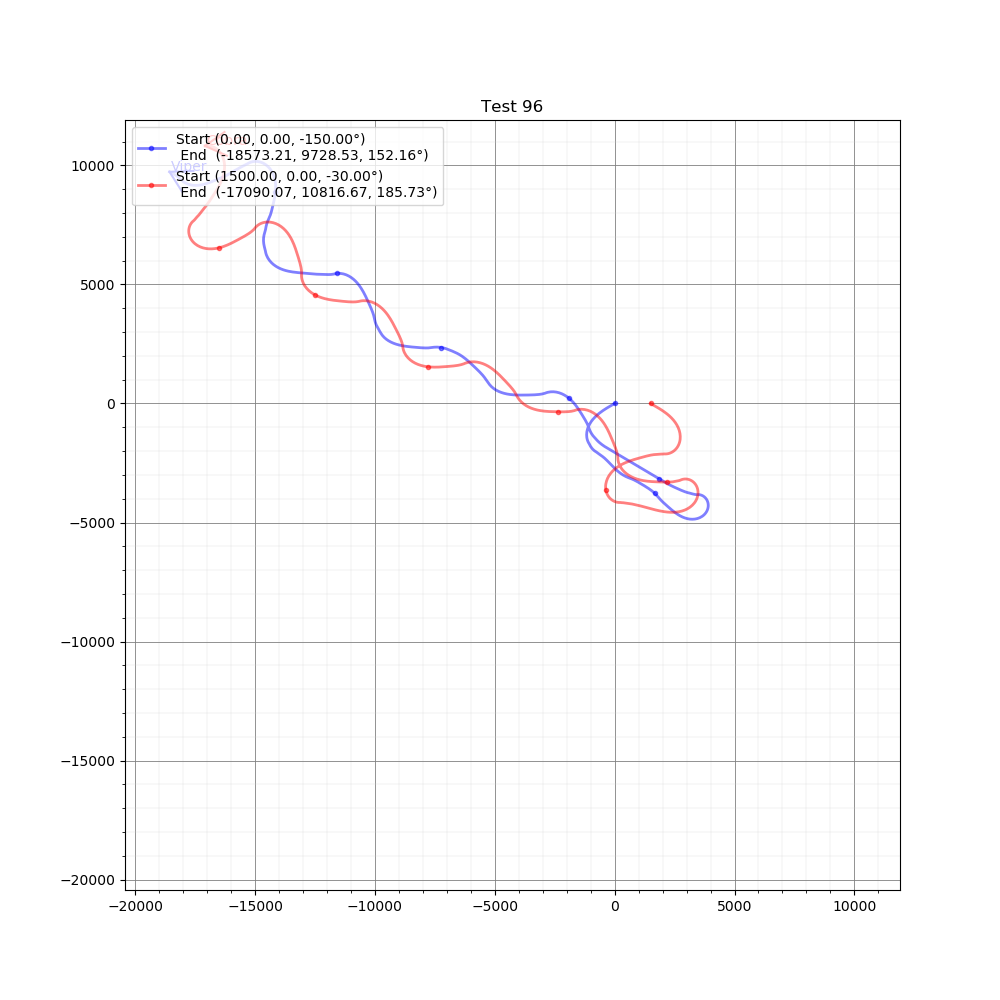 Test 96
Start (0.00, 0.00, -150.00°)
End (-18573.21, 9728.53, 152.16°)
Start (1500.00, 0.00, -30.00°)
End (-17090.07, 10816.67, 185.73°)
Viper
10000
5000
0
−5000
−10000
−15000
−20000
−20000 −15000 −10000 −5000 0 5000 10000